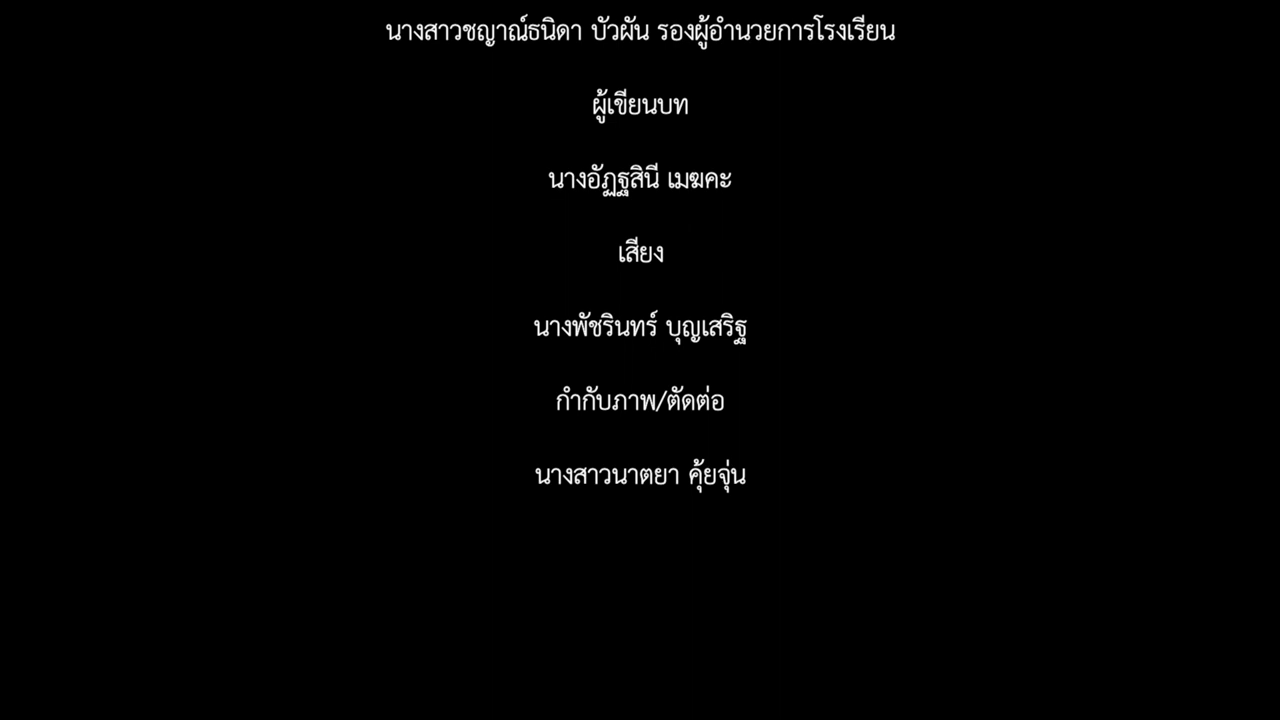 นางสาวชญาณ์ธนิดา บัวผัน รองผู้อำนวยการโรงเรียน
ผู้เขียนบท
นางอัฏฐสินี เมฆคะ
เสียง
นางพัชรินทร์ บุญเสริฐ
กำกับภาพ/ตัดต่อ
นางสาวนาตยา คุ้ยจุ่น